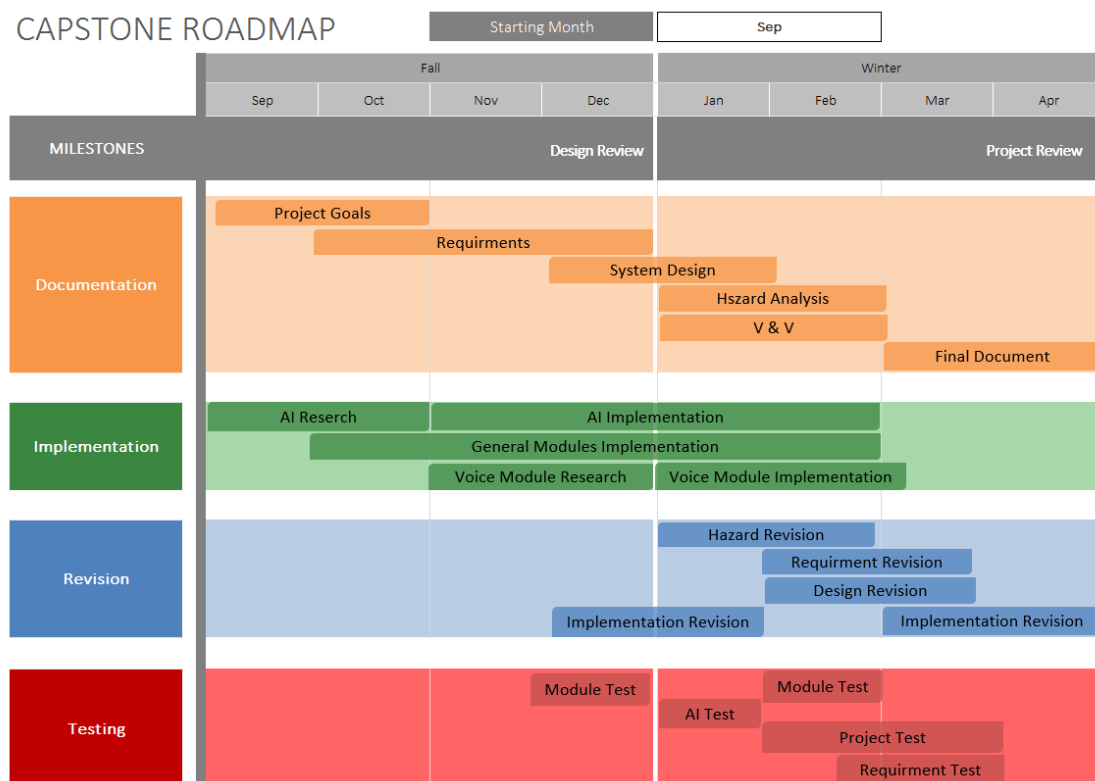 CAPSTONE ROADMAP
Starting Month
Sep
Fall
Winter
Sep
Oct
Nov
Dec
Jan
Feb
Mar
Apr
MILESTONES
Design Review
Project Review
Documentation
Project Goals
Requirments
System Design
Hszard Analysis
V & V
Final Document
Implementation
AI Reserch
AI Implementation
General Modules Implementation
Voice Module Research
Voice Module Implementation
Revision
Hazard Revision
Requirment Revision
Design Revision
Implementation Revision
Implementation Revision
Testing
Module Test
Module Test
AI Test
Project Test
Requirment Test